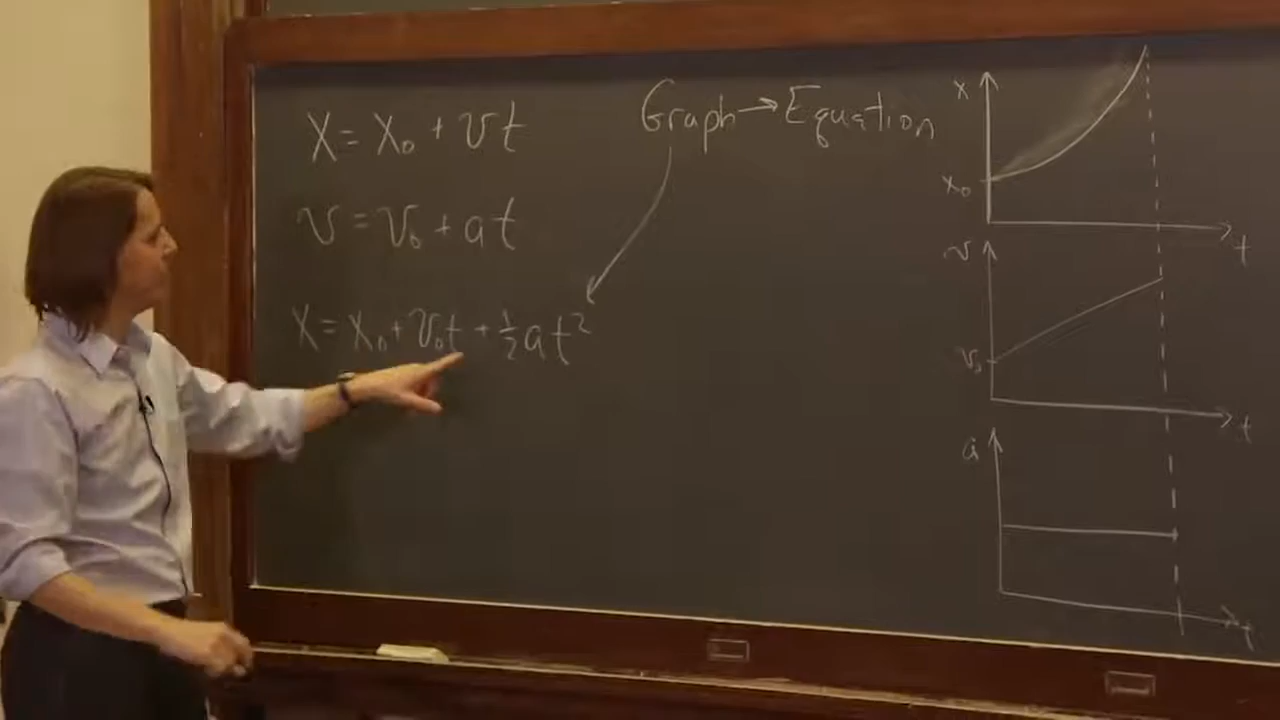 x = x₀ + vt
Graph → Equation
v = v₀ + at
x = x₀ + v₀t + ½at²
x
x₀
t
v
v₀
t
a
t